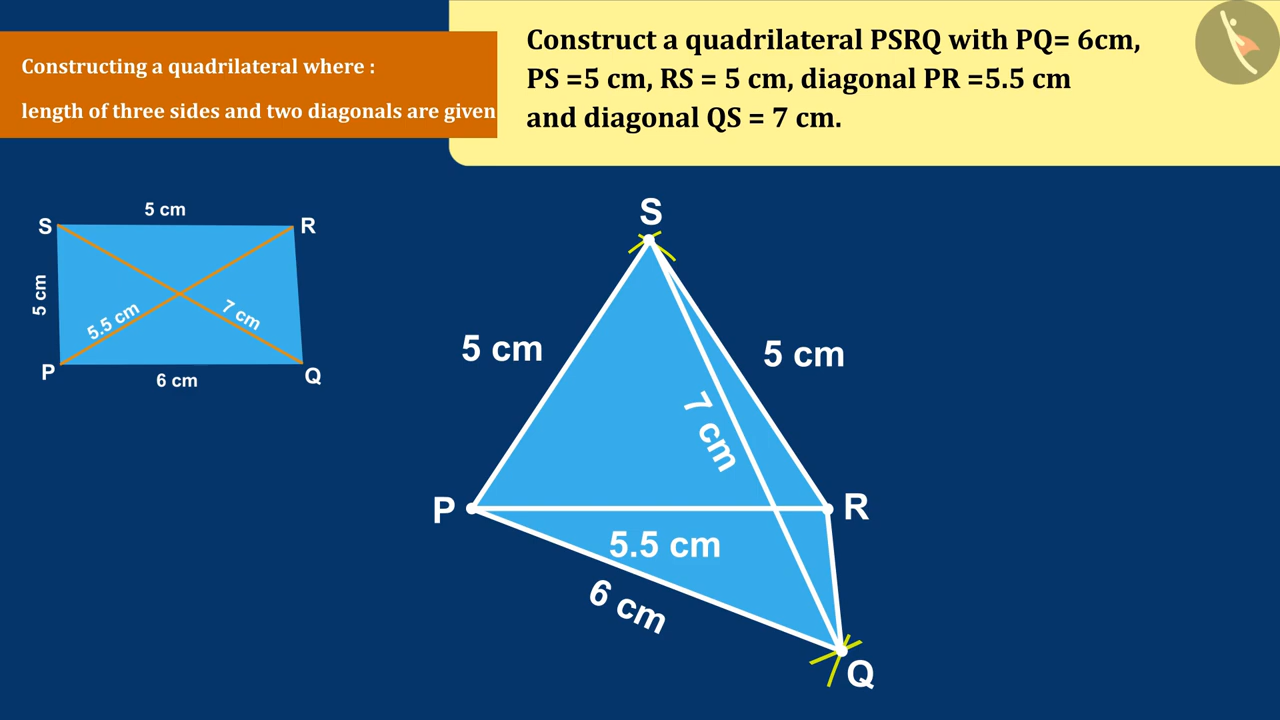 Constructing a quadrilateral where :
length of three sides and two diagonals are given
Construct a quadrilateral PSRQ with PQ= 6cm,
PS =5 cm, RS = 5 cm, diagonal PR =5.5 cm
and diagonal QS = 7 cm.
5 cm
S
R
5 cm
5.5 cm
7 cm
P
Q
6 cm
S
5 cm
5 cm
7 cm
P
R
5.5 cm
6 cm
Q